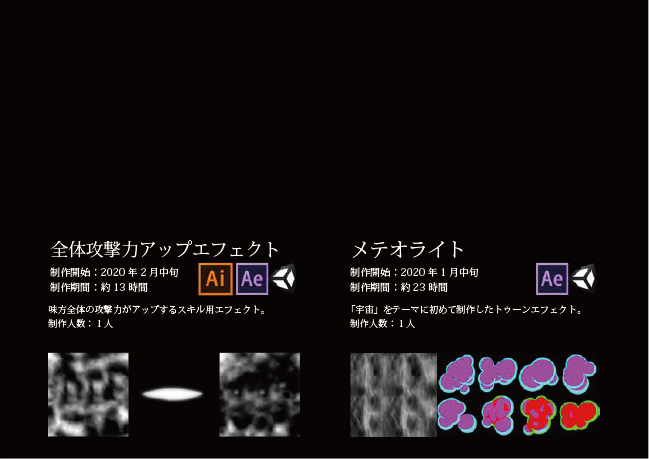 全体攻撃力アップエフェクト
制作開始：2020 年 2 月中旬
制作期間：約 13 時間
Ai
Ae
味方全体の攻撃力がアップするスキル用エフェクト。
制作人数： 1 人
メテオライト
制作開始：2020 年 1 月中旬
制作期間：約 23 時間
Ae
「宇宙」をテーマに初めて制作したトゥーンエフェクト。
制作人数： 1 人